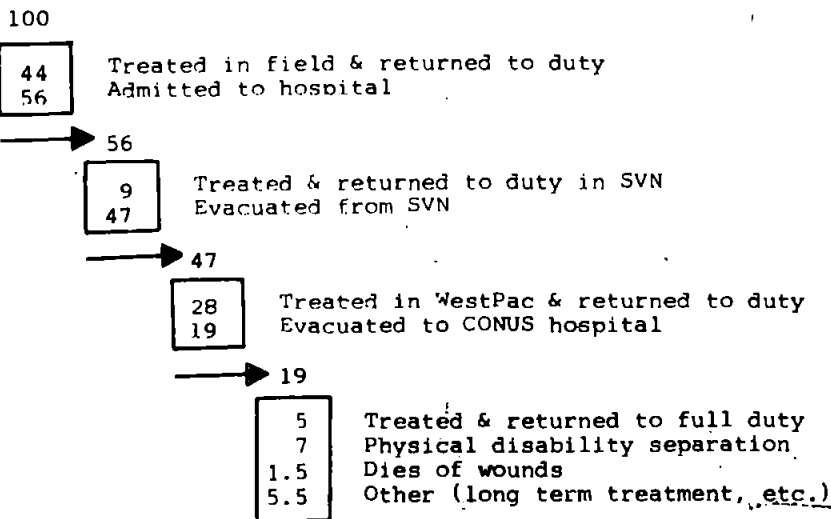 100
44 Treated in field & returned to duty
56 Admitted to hospital
56
9 Treated & returned to duty in SVN
47 Evacuated from SVN
47
28 Treated in WestPac & returned to duty
19 Evacuated to CONUS hospital
19
5 Treated & returned to full duty
7 Physical disability separation
1.5 Dies of wounds
5.5 Other (long term treatment, etc.)